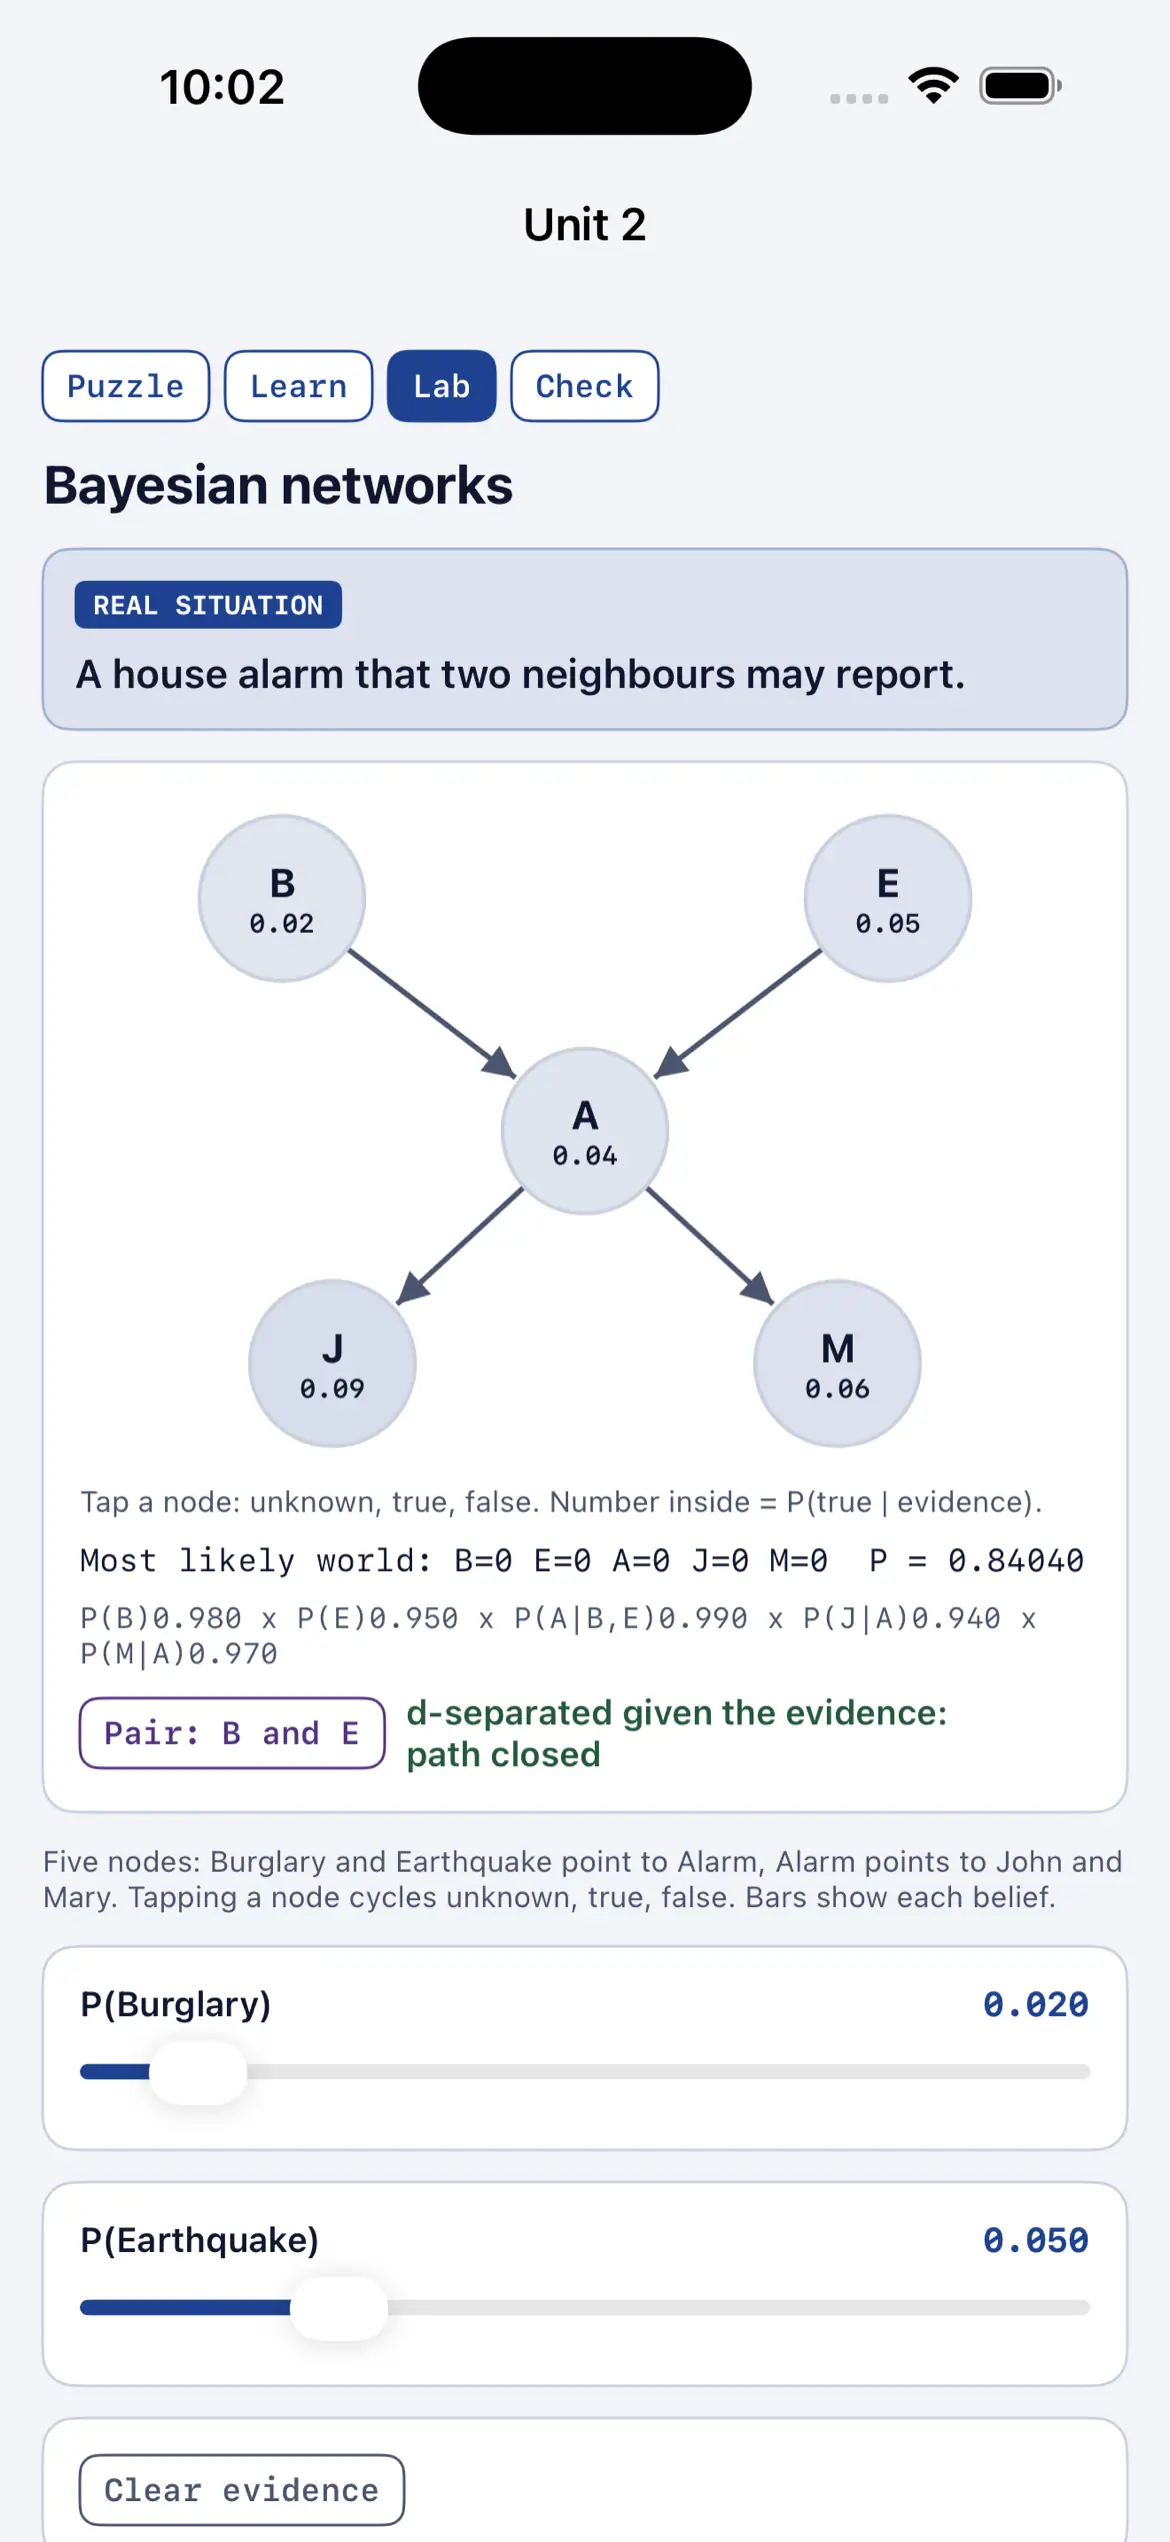 10:02
Unit 2
Puzzle Learn Lab Check
Bayesian networks
REAL SITUATION
A house alarm that two neighbours may report.
B E
0.02 0.05
A
0.04
J M
0.09 0.06
Tap a node: unknown, true, false. Number inside = P(true | evidence).
Most likely world: B=0 E=0 A=0 J=0 M=0  P = 0.84040
P(B)0.980 x P(E)0.950 x P(A|B,E)0.990 x P(J|A)0.940 x
P(M|A)0.970
Pair: B and E d-separated given the evidence:
path closed
Five nodes: Burglary and Earthquake point to Alarm, Alarm points to John and
Mary. Tapping a node cycles unknown, true, false. Bars show each belief.
P(Burglary) 0.020
P(Earthquake) 0.050
Clear evidence